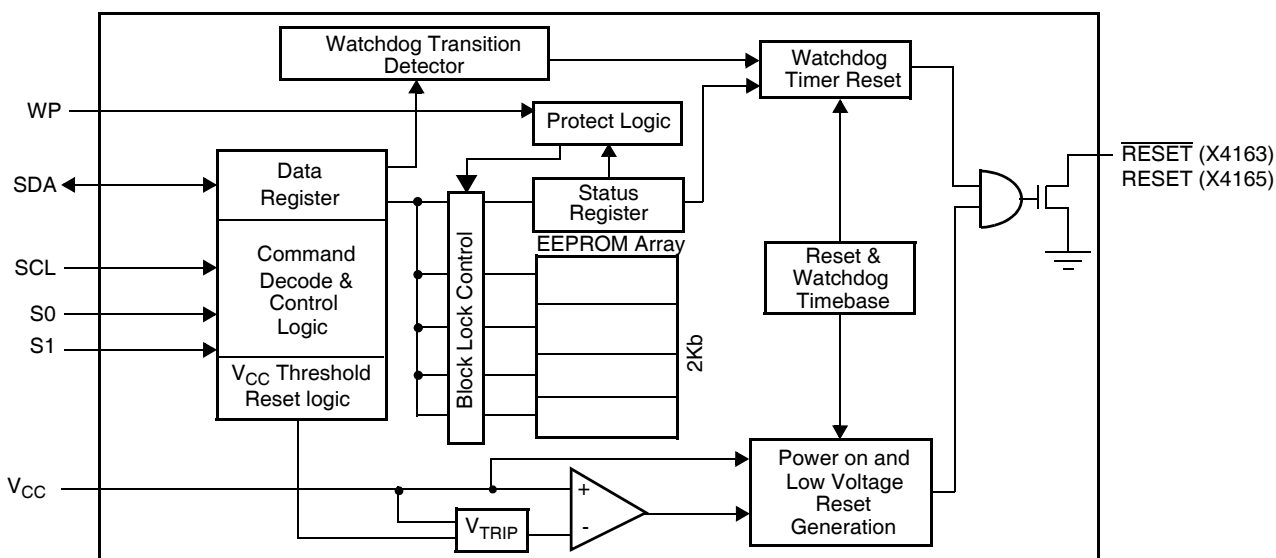 Watchdog Transition
Detector
Watchdog
Timer Reset
WP
Protect Logic
RESET (X4163)
RESET (X4165)
SDA
Data
Register
Status
Register
EEPROM Array
SCL
Command
Decode &
Control
Logic
S0
S1
Block Lock Control
2Kb
Reset &
Watchdog
Timebase
VCC Threshold
Reset logic
VCC
VTRIP
+
-
Power on and
Low Voltage
Reset
Generation